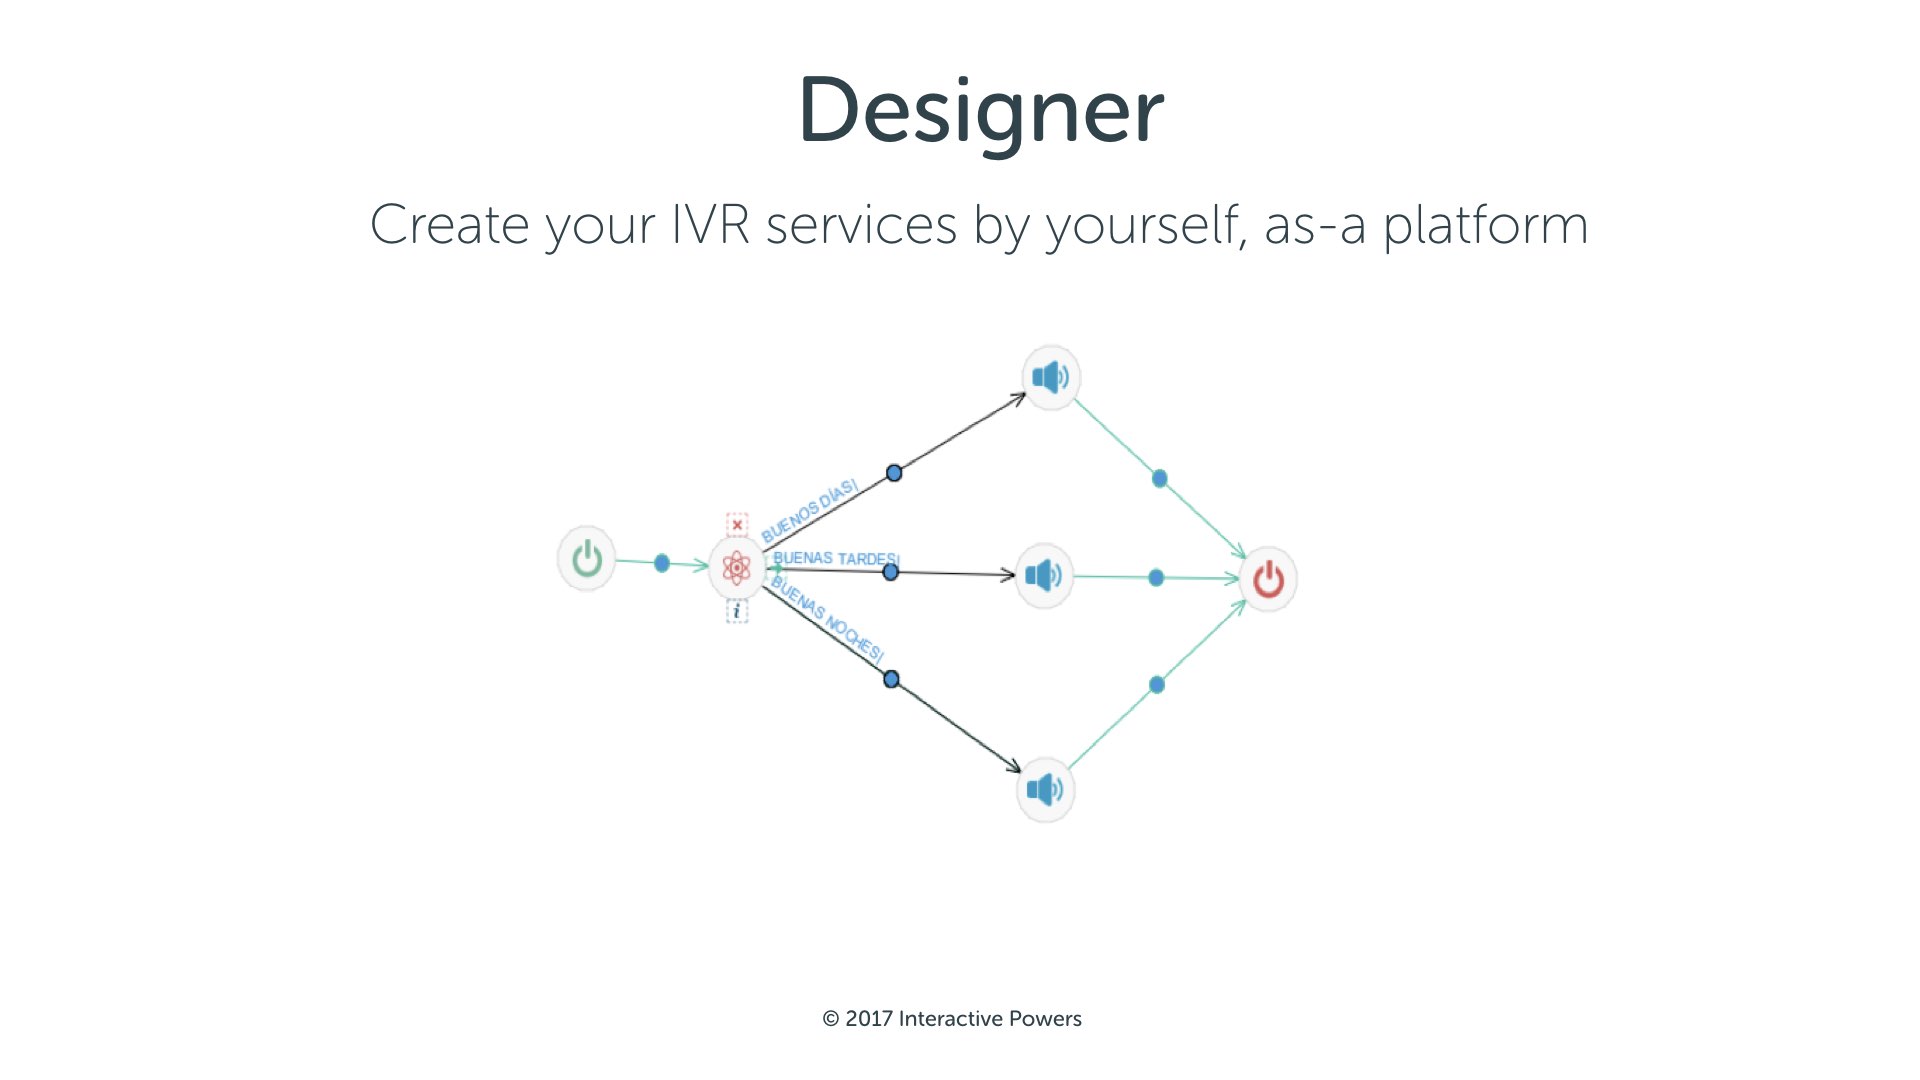 Designer
Create your IVR services by yourself, as-a platform
BUENOS DÍAS|
BUENAS TARDES|
BUENAS NOCHES|
i
© 2017 Interactive Powers